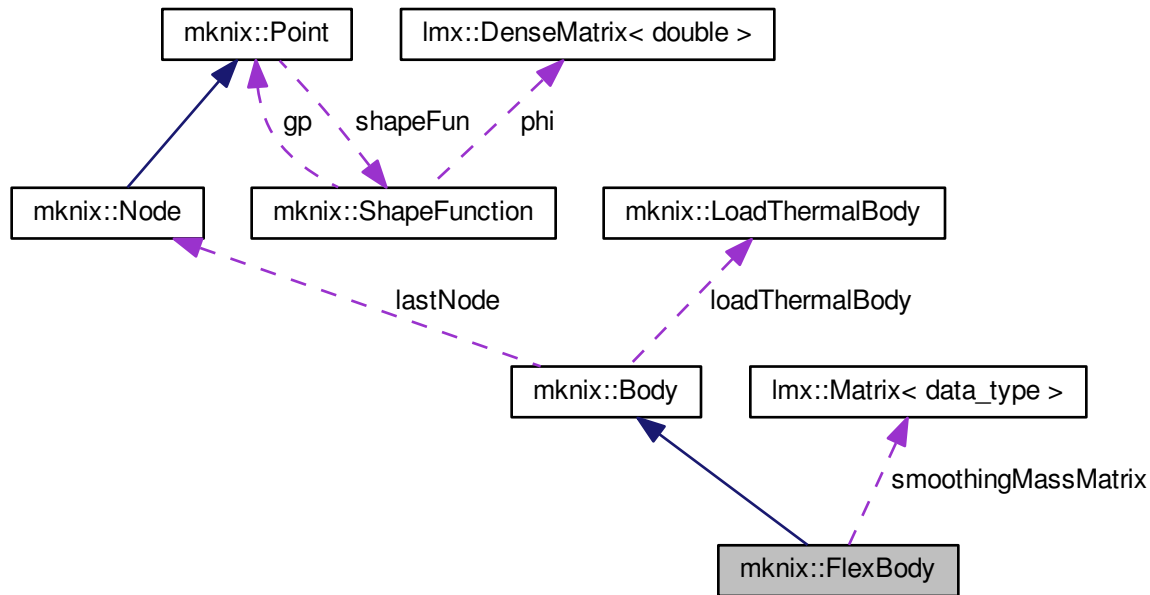 mknix::Point
lmx::DenseMatrix< double >
gp
shapeFun
phi
mknix::Node
mknix::ShapeFunction
mknix::LoadThermalBody
lastNode
loadThermalBody
mknix::Body
lmx::Matrix< data_type >
smoothingMassMatrix
mknix::FlexBody